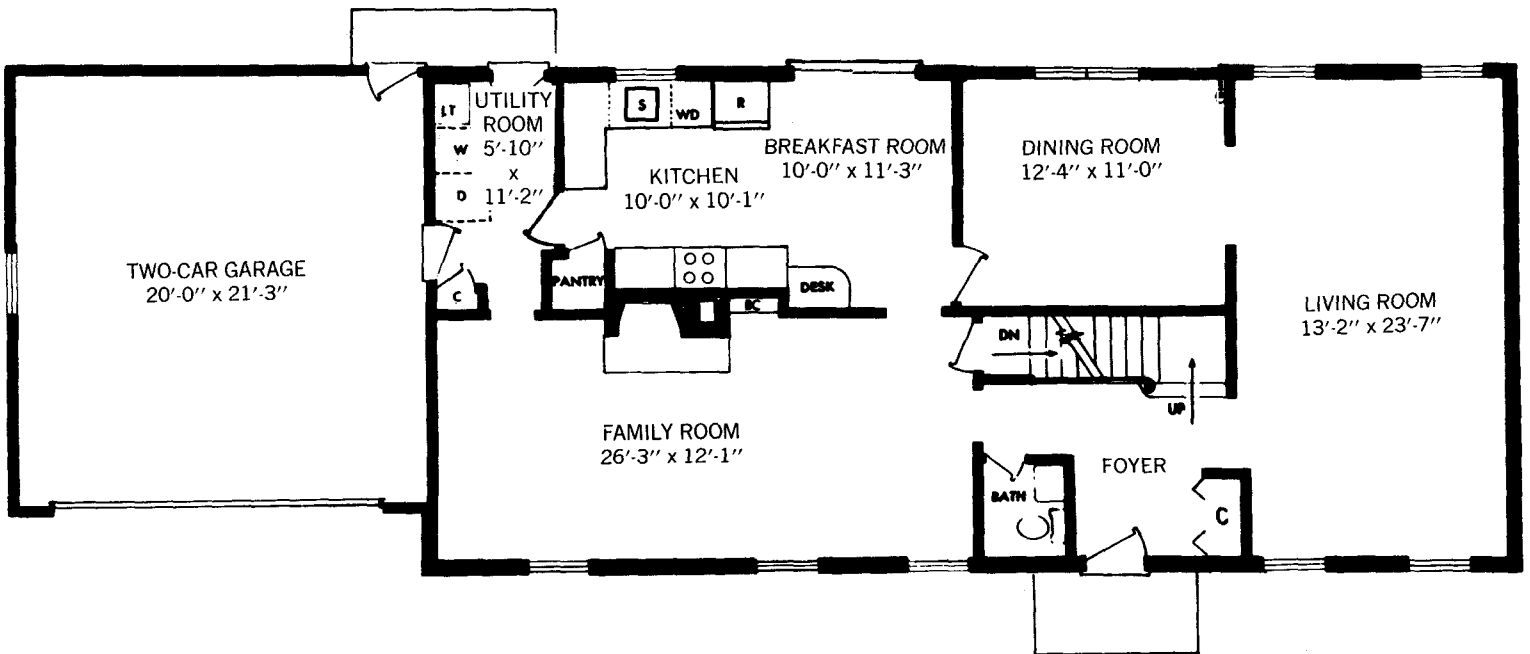 LT
UTILITY
ROOM
5'-10"
x
11'-2"
W
D
S
WD
R
BREAKFAST ROOM
10'-0" x 11'-3"
DINING ROOM
12'-4" x 11'-0"
KITCHEN
10'-0" x 10'-1"
TWO-CAR GARAGE
20'-0" x 21'-3"
C
PANTRY
DESK
BC
LIVING ROOM
13'-2" x 23'-7"
DN
UP
FAMILY ROOM
26'-3" x 12'-1"
FOYER
BATH
C